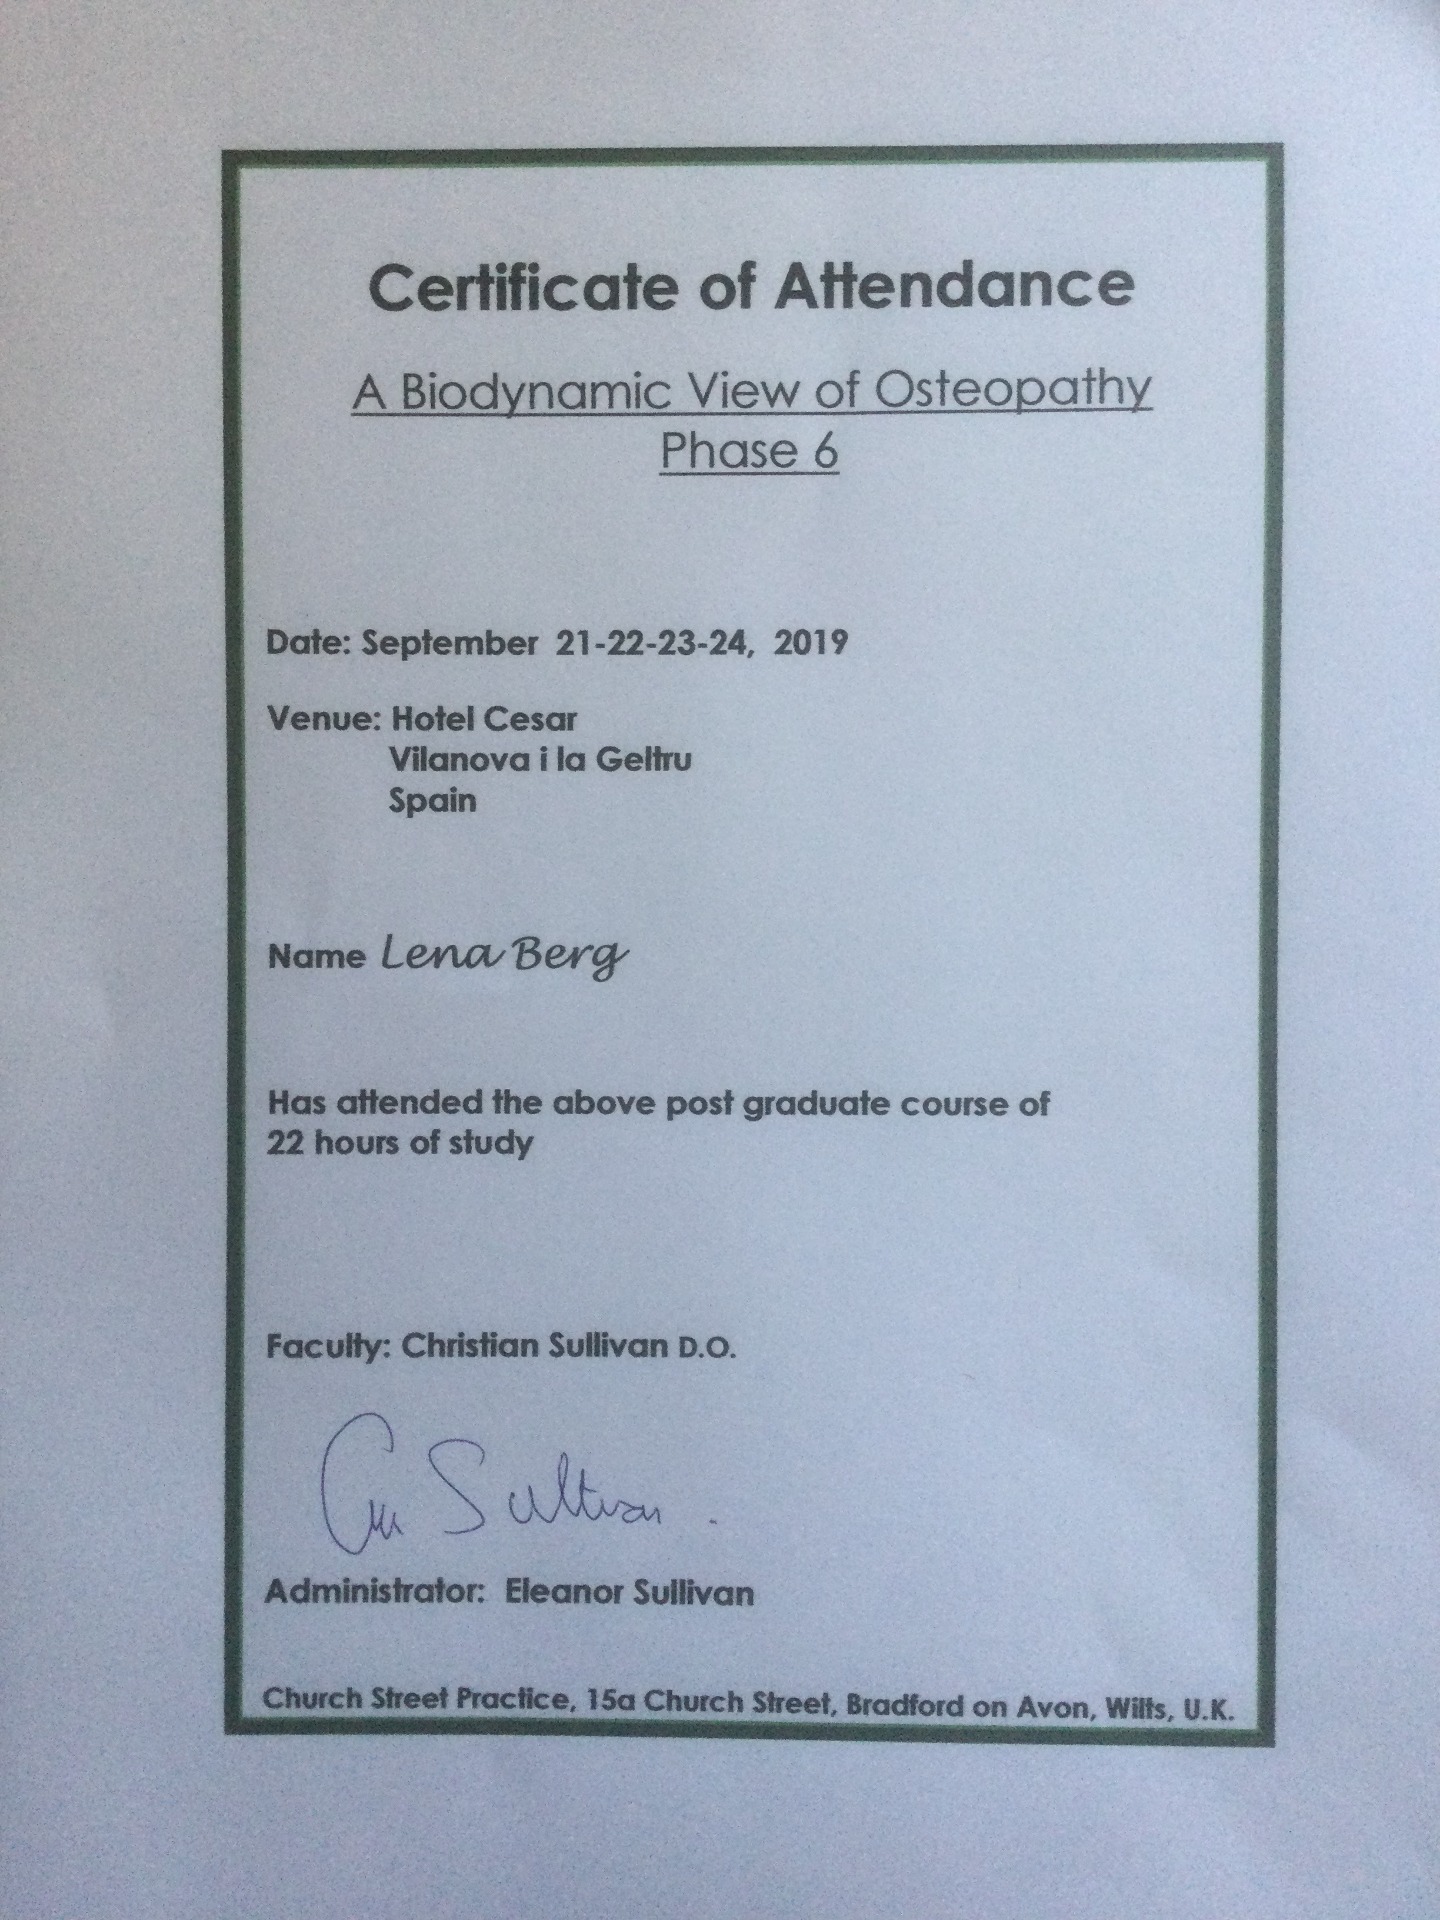 Certificate of Attendance
A Biodynamic View of Osteopathy
Phase 6
Date: September 21-22-23-24, 2019
Venue: Hotel Cesar
Vilanova i la Geltru
Spain
Name Lena Berg
Has attended the above post graduate course of
22 hours of study
Faculty: Christian Sullivan D.O.
Sullivan
Administrator: Eleanor Sullivan
Church Street Practice, 15a Church Street, Bradford on Avon, Wilts, U.K.